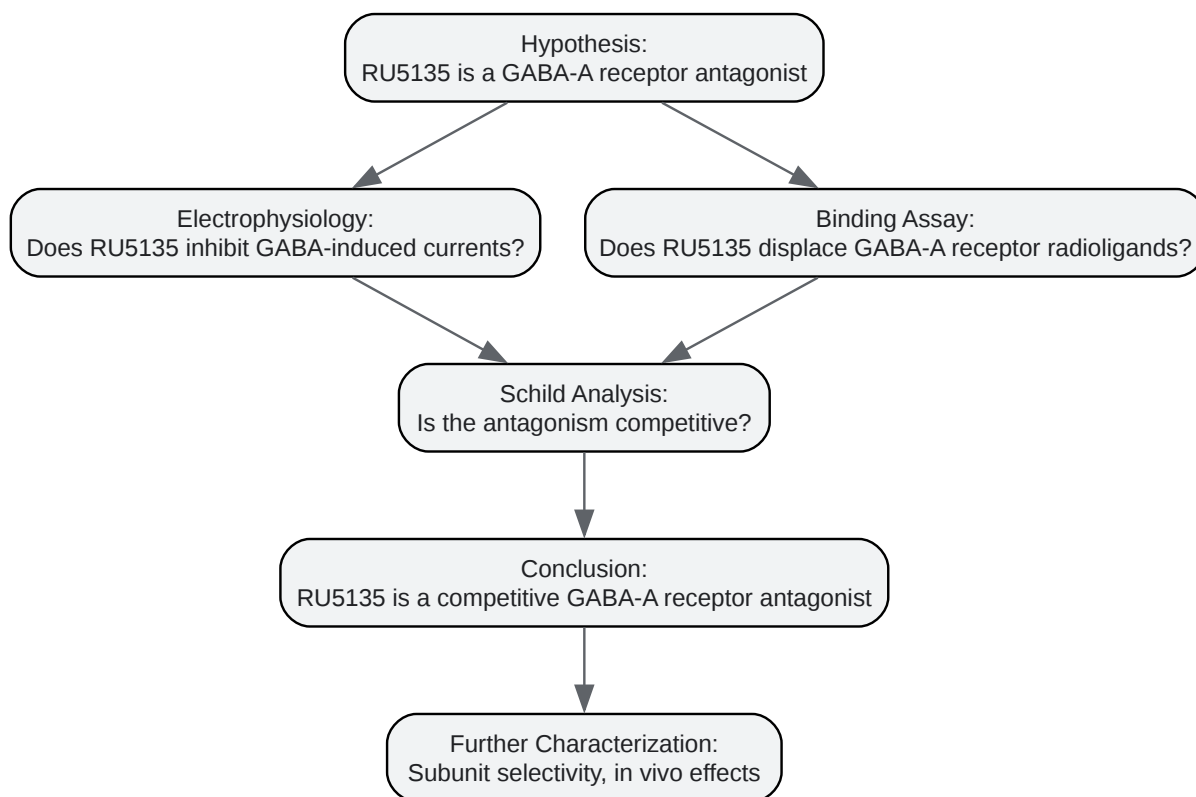 Hypothesis:
RU5135 is a GABA-A receptor antagonist
Electrophysiology:
Does RU5135 inhibit GABA-induced currents?
Binding Assay:
Does RU5135 displace GABA-A receptor radioligands?
Schild Analysis:
Is the antagonism competitive?
Conclusion:
RU5135 is a competitive GABA-A receptor antagonist
Further Characterization:
Subunit selectivity, in vivo effects